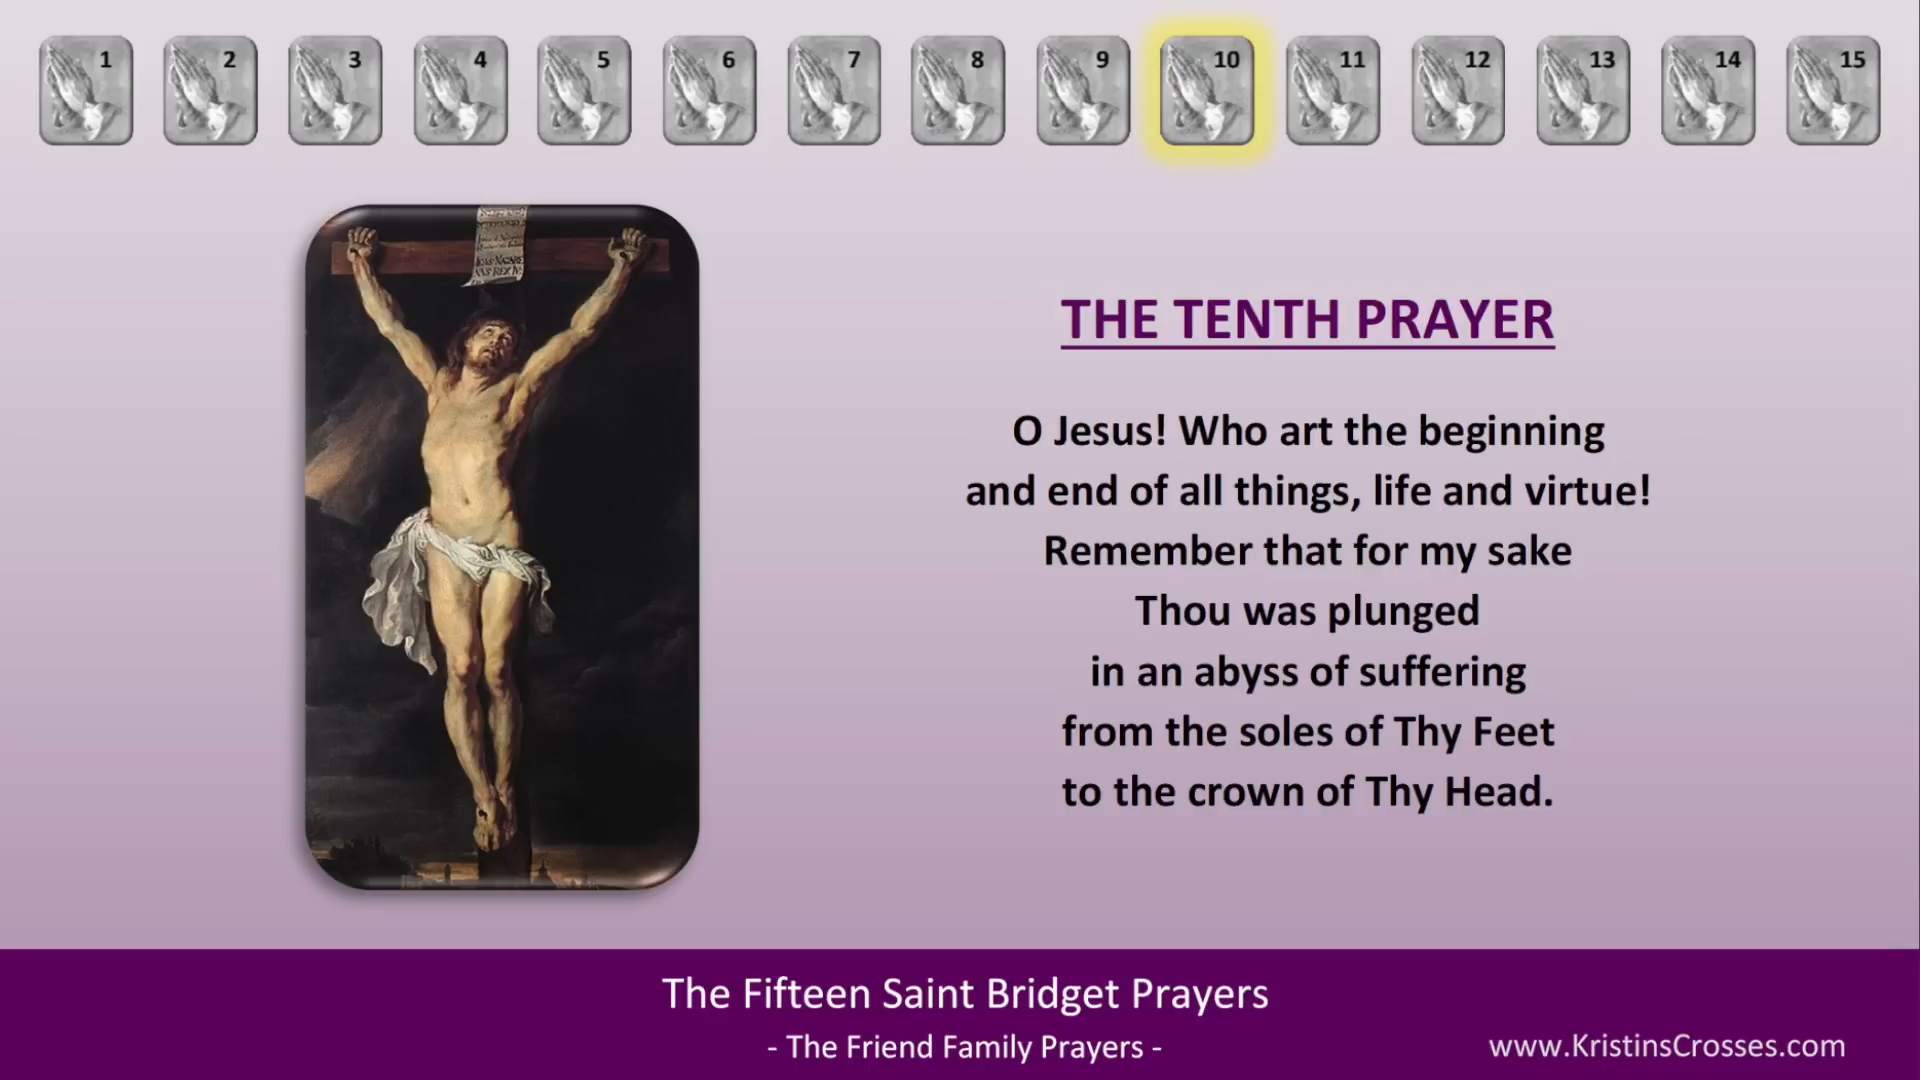 1 2 3 4 5 6 7 8 9 10 11 12 13 14 15
THE TENTH PRAYER
O Jesus! Who art the beginning
and end of all things, life and virtue!
Remember that for my sake
Thou was plunged
in an abyss of suffering
from the soles of Thy Feet
to the crown of Thy Head.
The Fifteen Saint Bridget Prayers
- The Friend Family Prayers -
www.KristinsCrosses.com